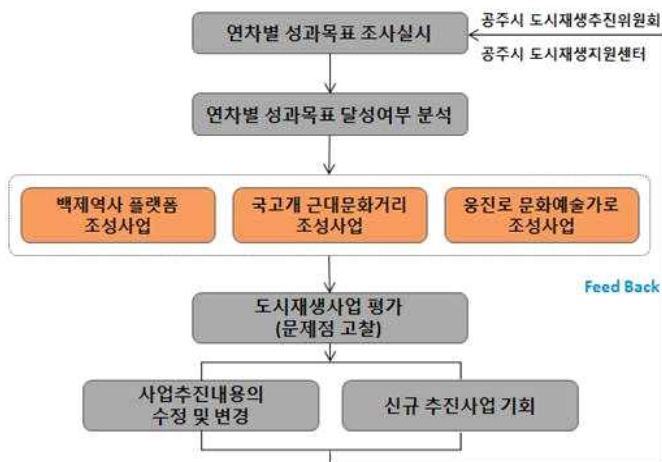 연차별 성과목표 조사실시
공주시 도시재생추진위원회
공주시 도시재생지원센터
연차별 성과목표 달성여부 분석
백제역사 플랫폼
조성사업
국고개 근대문화거리
조성사업
웅진로 문화예술가로
조성사업
Feed Back
도시재생사업 평가
(문제점 고찰)
사업추진내용의
수정 및 변경
신규 추진사업 기회